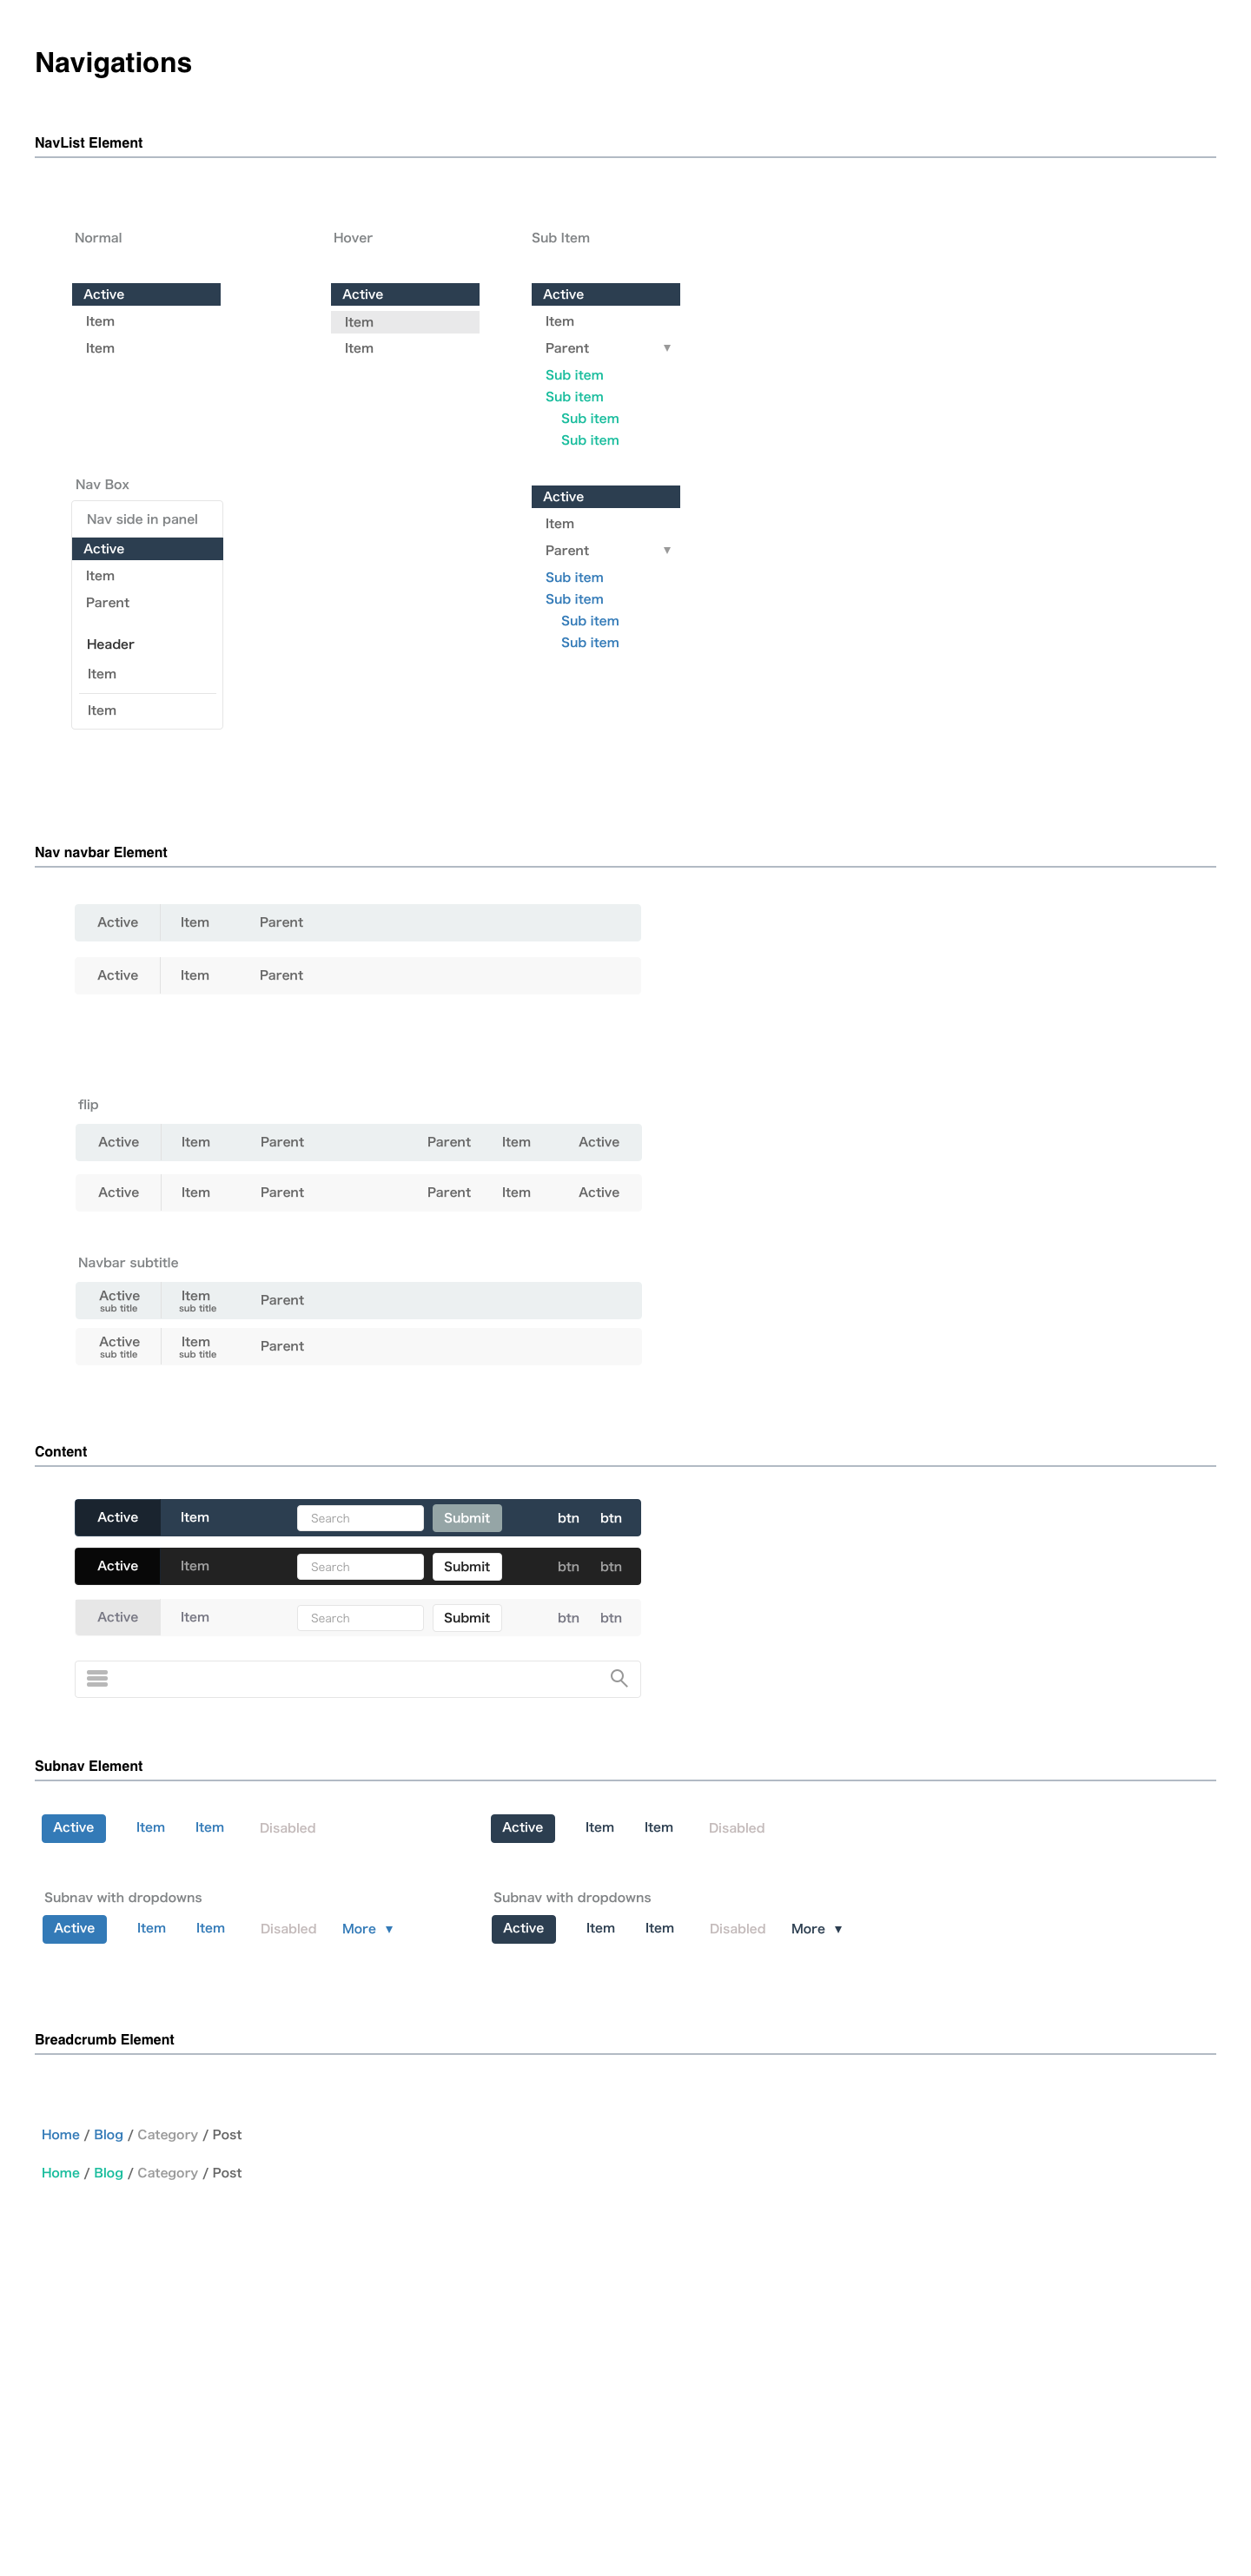 Navigations
NavList Element
Normal
Hover
Sub Item
Active
Item
Item
Active
Item
Item
Active
Item
Parent ▼
Sub item
Sub item
Sub item
Sub item
Nav Box
Nav side in panel
Active
Item
Parent
Header
Item
Item
Active
Item
Parent ▼
Sub item
Sub item
Sub item
Sub item
Nav navbar Element
Active Item Parent
Active Item Parent
flip
Active Item Parent Parent Item Active
Active Item Parent Parent Item Active
Navbar subtitle
Active Item Parent
sub title sub title
Active Item Parent
sub title sub title
Content
Active Item Search Submit btn btn
Active Item Search Submit btn btn
Active Item Search Submit btn btn
Subnav Element
Active Item Item Disabled
Active Item Item Disabled
Subnav with dropdowns
Active Item Item Disabled More ▼
Subnav with dropdowns
Active Item Item Disabled More ▼
Breadcrumb Element
Home / Blog / Category / Post
Home / Blog / Category / Post